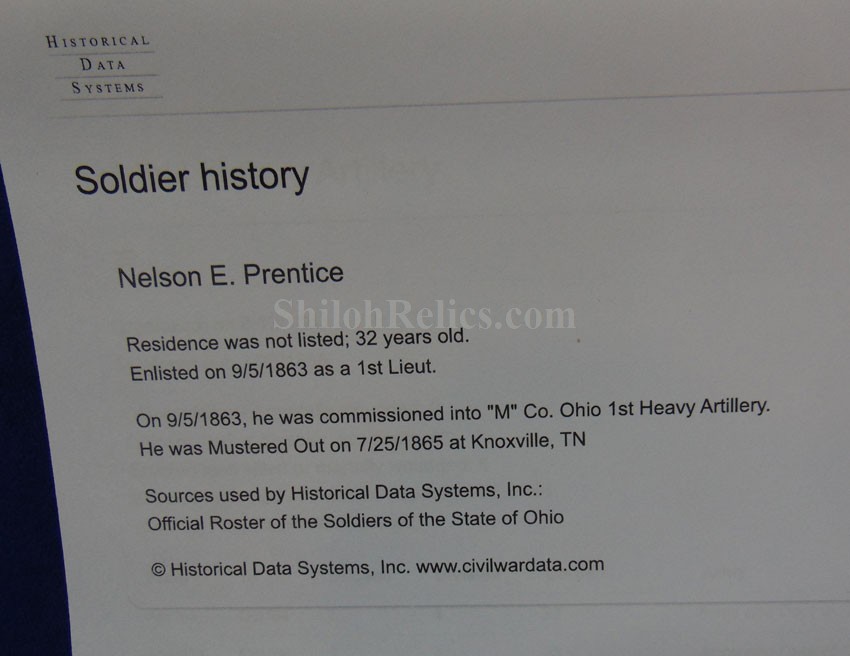 HISTORICAL
DATA
SYSTEMS
Soldier history
Nelson E. Prentice
ShilohRelics.com
Residence was not listed; 32 years old.
Enlisted on 9/5/1863 as a 1st Lieut.
On 9/5/1863, he was commissioned into "M" Co. Ohio 1st Heavy Artillery.
He was Mustered Out on 7/25/1865 at Knoxville, TN
Sources used by Historical Data Systems, Inc.:
Official Roster of the Soldiers of the State of Ohio
© Historical Data Systems, Inc. www.civilwardata.com